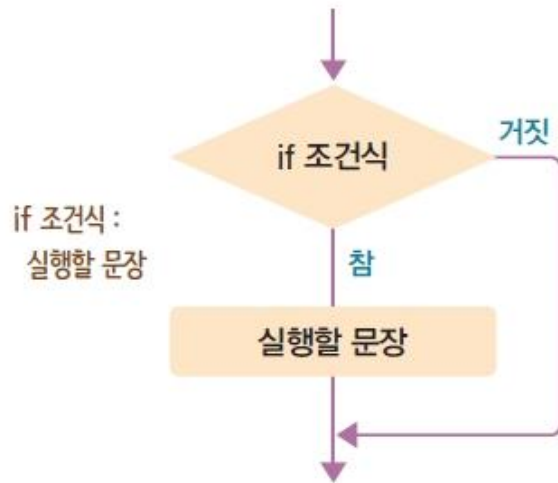 if 조건식
거짓
if 조건식 :
실행할 문장
참
실행할 문장